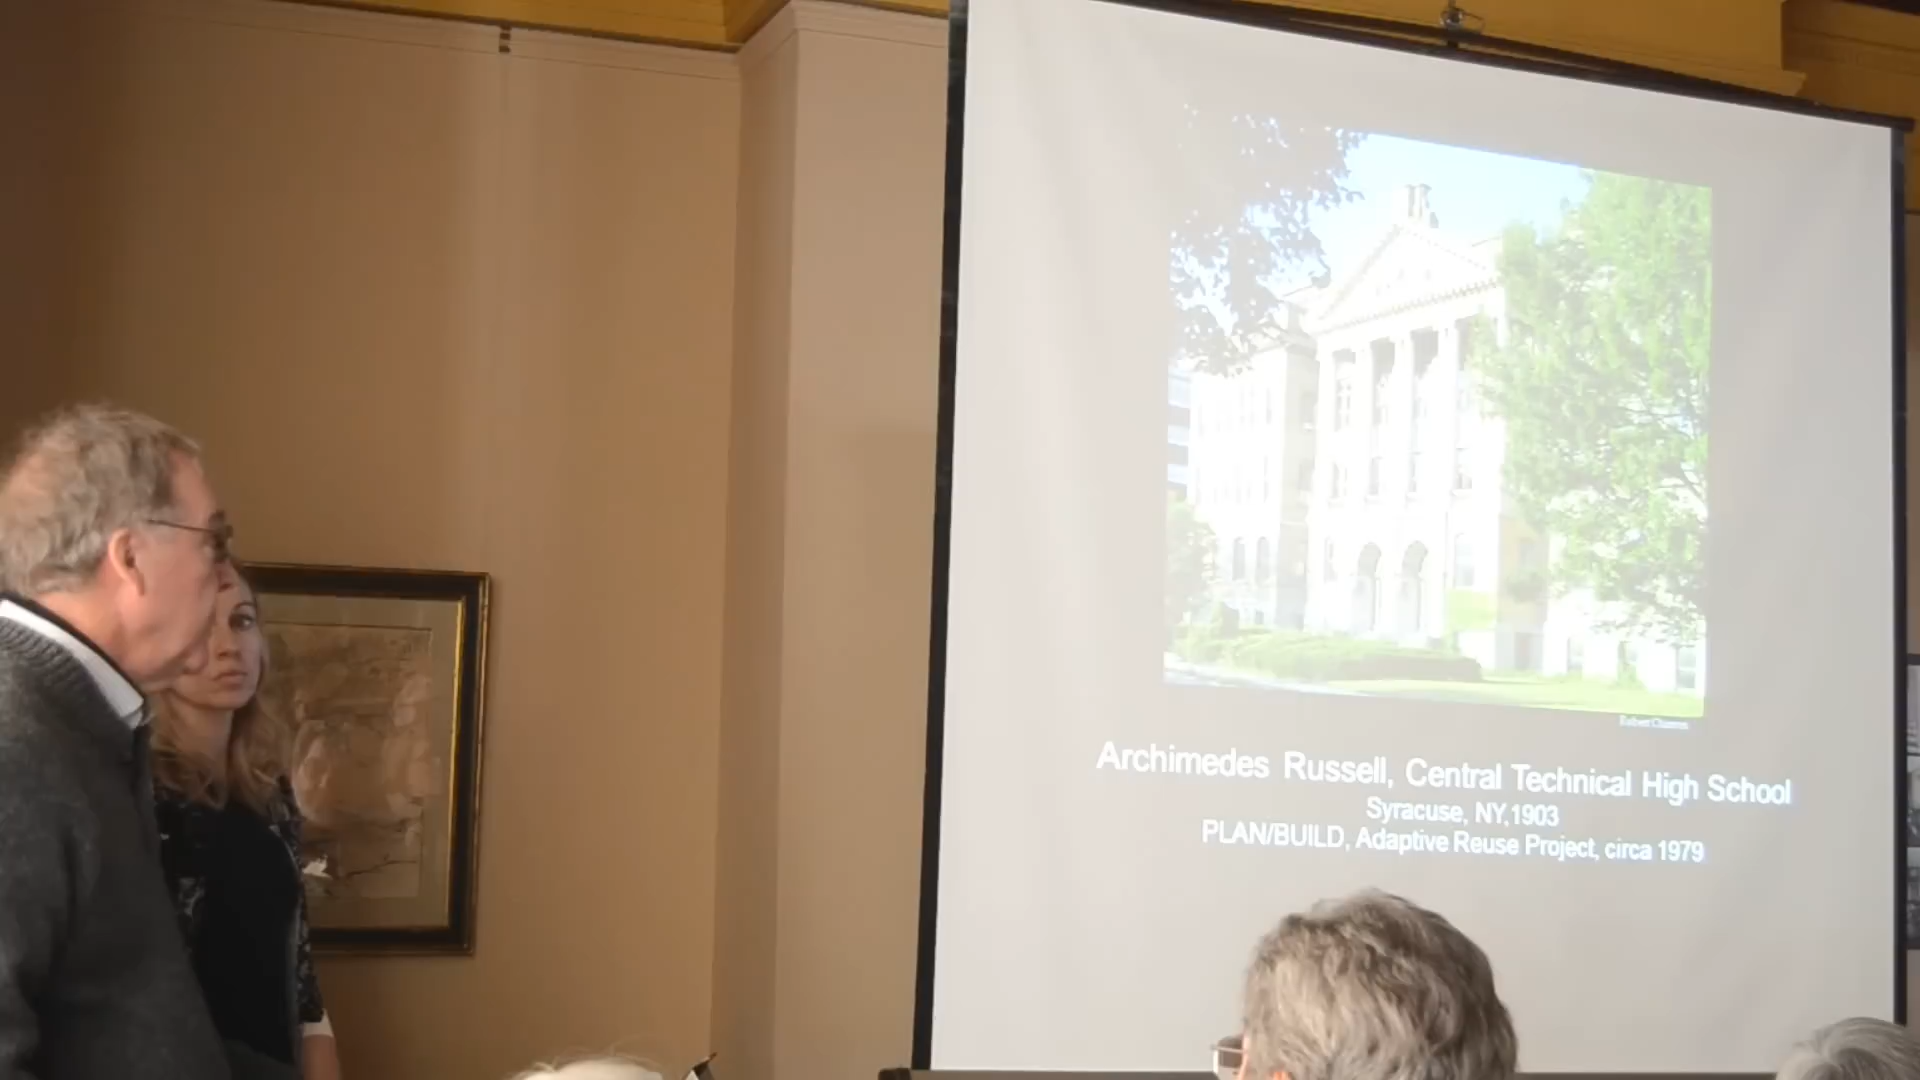 Archimedes Russell, Central Technical High School
Syracuse, NY,1903
PLAN/BUILD, Adaptive Reuse Project, circa 1979